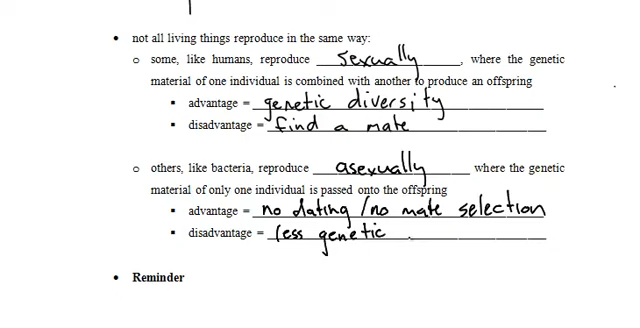 • not all living things reproduce in the same way:
o some, like humans, reproduce sexually, where the genetic
material of one individual is combined with another to produce an offspring
▪ advantage = genetic diversity
▪ disadvantage = find a mate
o others, like bacteria, reproduce asexually where the genetic
material of only one individual is passed onto the offspring
▪ advantage = no dating/no mate selection
▪ disadvantage = less genetic
• Reminder